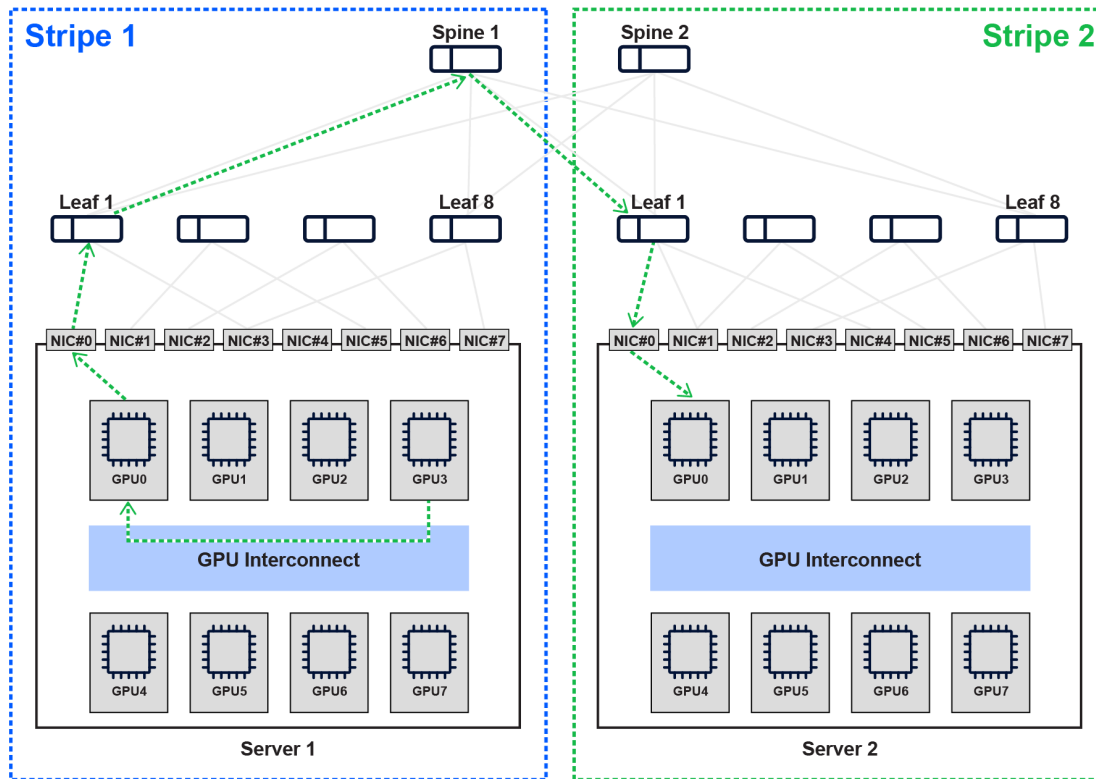 Stripe 1
Spine 1
Spine 2
Stripe 2
Leaf 1
Leaf 8
Leaf 1
Leaf 8
NIC#0 NIC#1 NIC#2 NIC#3 NIC#4 NIC#5 NIC#6 NIC#7
NIC#0 NIC#1 NIC#2 NIC#3 NIC#4 NIC#5 NIC#6 NIC#7
GPU0 GPU1 GPU2 GPU3
GPU0 GPU1 GPU2 GPU3
GPU Interconnect
GPU Interconnect
GPU4 GPU5 GPU6 GPU7
GPU4 GPU5 GPU6 GPU7
Server 1
Server 2